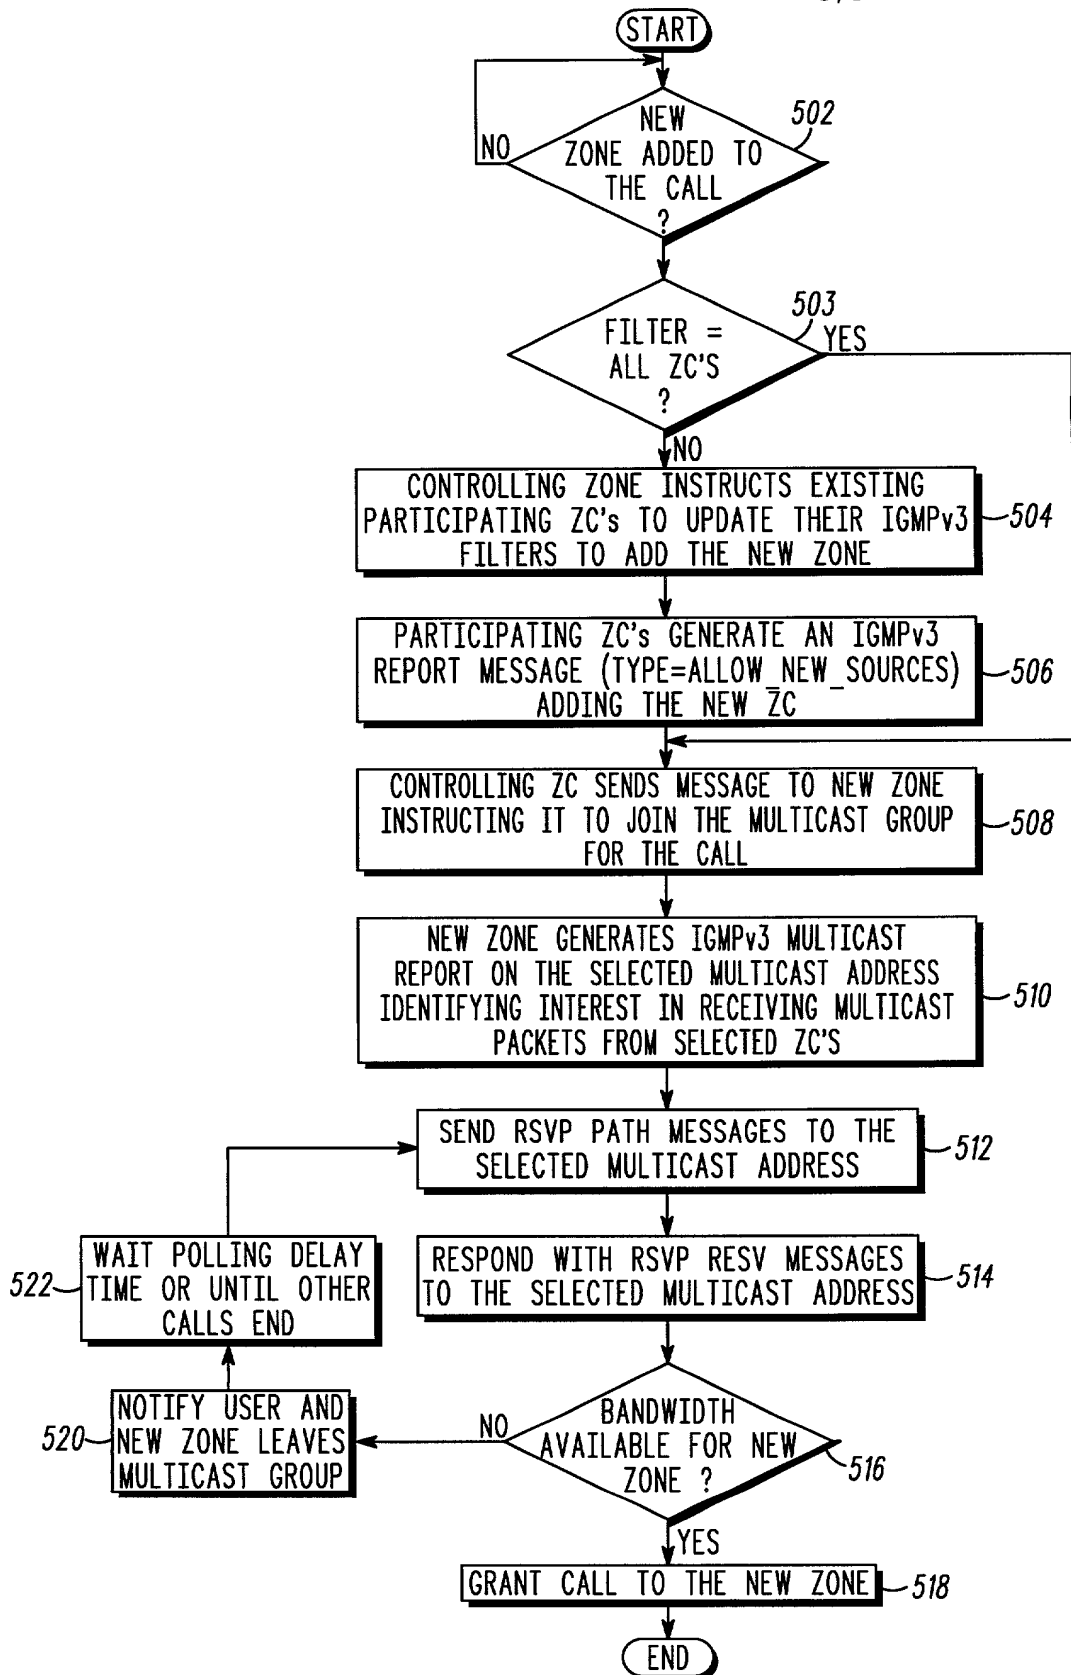 START
NEW
ZONE ADDED TO
THE CALL
?
502
NO
FILTER =
ALL ZC'S
?
503
YES
NO
CONTROLLING ZONE INSTRUCTS EXISTING
PARTICIPATING ZC's TO UPDATE THEIR IGMPv3
FILTERS TO ADD THE NEW ZONE
504
PARTICIPATING ZC's GENERATE AN IGMPv3
REPORT MESSAGE (TYPE=ALLOW_NEW_SOURCES)
ADDING THE NEW ZC
506
CONTROLLING ZC SENDS MESSAGE TO NEW ZONE
INSTRUCTING IT TO JOIN THE MULTICAST GROUP
FOR THE CALL
508
NEW ZONE GENERATES IGMPv3 MULTICAST
REPORT ON THE SELECTED MULTICAST ADDRESS
IDENTIFYING INTEREST IN RECEIVING MULTICAST
PACKETS FROM SELECTED ZC'S
510
SEND RSVP PATH MESSAGES TO THE
SELECTED MULTICAST ADDRESS
512
RESPOND WITH RSVP RESV MESSAGES
TO THE SELECTED MULTICAST ADDRESS
514
WAIT POLLING DELAY
TIME OR UNTIL OTHER
CALLS END
522
BANDWIDTH
AVAILABLE FOR NEW
ZONE ?
516
NO
NOTIFY USER AND
NEW ZONE LEAVES
MULTICAST GROUP
520
YES
GRANT CALL TO THE NEW ZONE
518
END